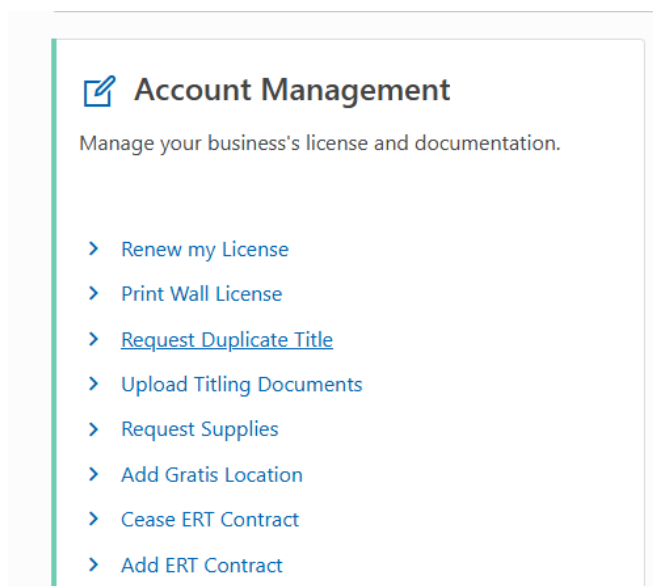 Account Management
Manage your business's license and documentation.
Renew my License
Print Wall License
Request Duplicate Title
Upload Titling Documents
Request Supplies
Add Gratis Location
Cease ERT Contract
Add ERT Contract